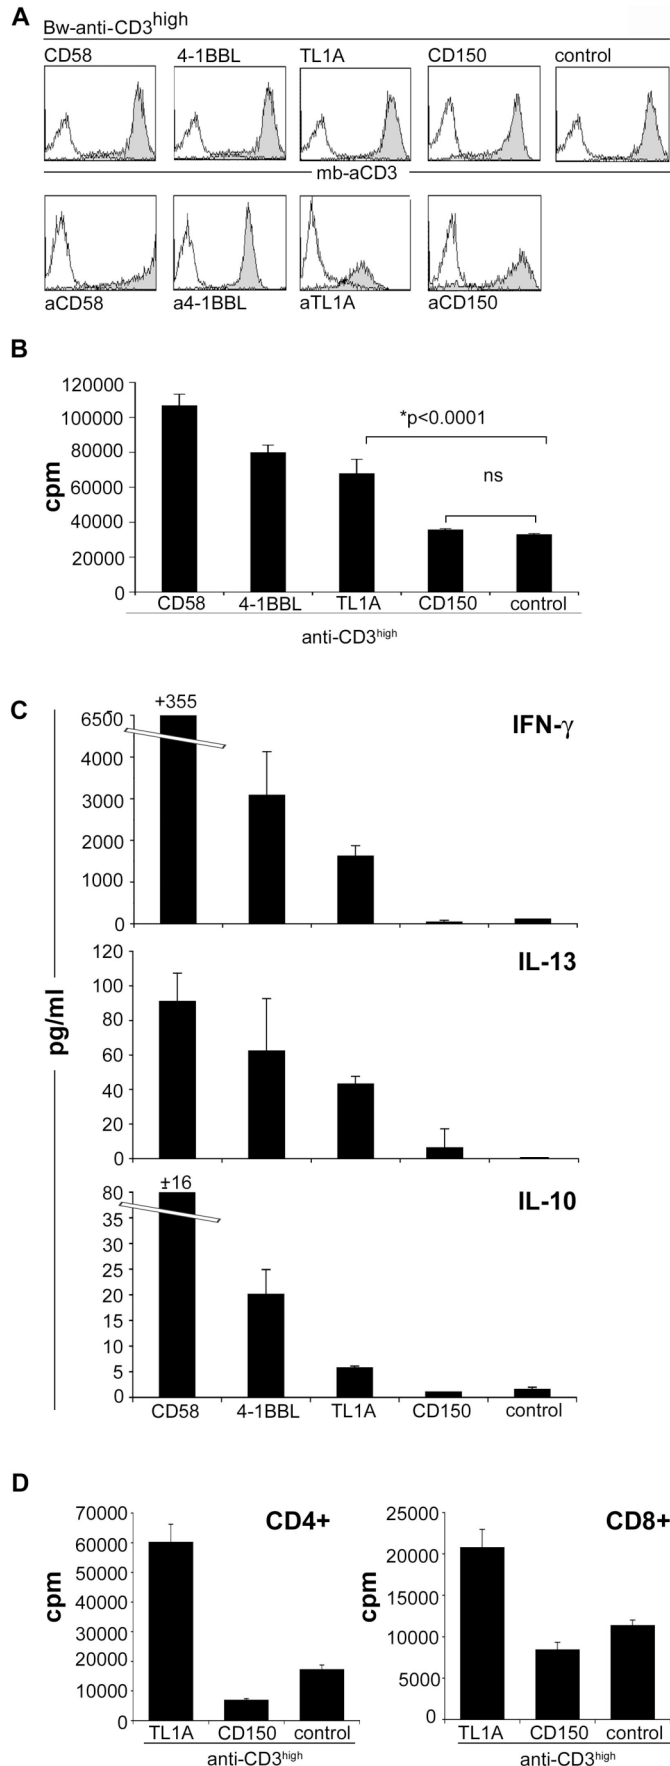 A
Bw-anti-CD3high
CD58 4-1BBL TL1A CD150 control
mb-aCD3
aCD58 a4-1BBL aTL1A aCD150
B
120000
100000
80000
60000
40000
20000
0
cpm
*p<0.0001
ns
CD58 4-1BBL TL1A CD150 control
anti-CD3high
C
pg/ml
+355
IFN-γ
6500
4000
3000
2000
1000
0
IL-13
120
100
80
60
40
20
0
±16
IL-10
80
35
30
25
20
15
10
5
0
CD58 4-1BBL TL1A CD150 control
D
CD4+
70000
60000
50000
40000
30000
20000
10000
0
cpm
TL1A CD150 control
anti-CD3high
CD8+
25000
20000
15000
10000
5000
0
cpm
TL1A CD150 control
anti-CD3high